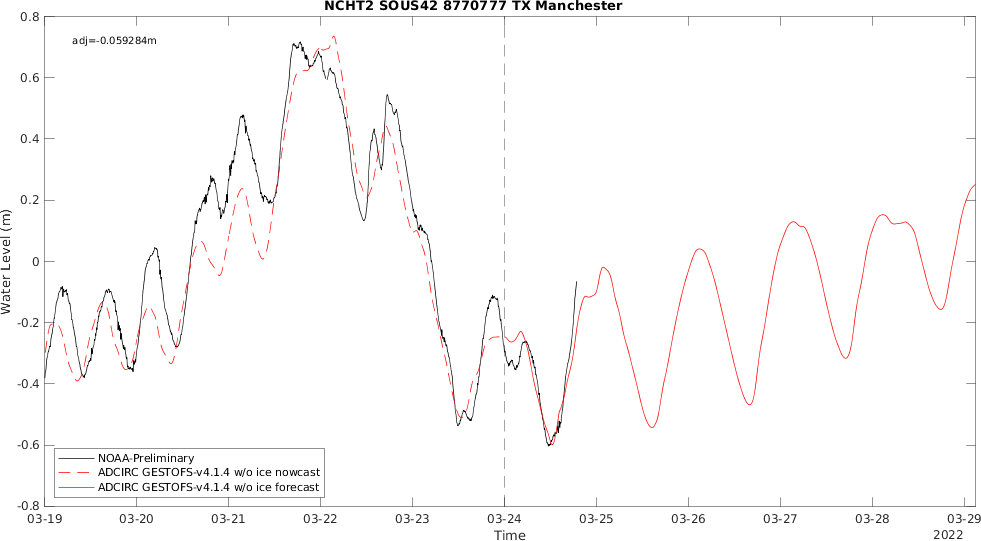 NCHT2 SOUS42 8770777 TX Manchester
adj=-0.059284m
0.8
0.6
0.4
0.2
0
-0.2
-0.4
-0.6
-0.8
Water Level (m)
NOAA-Preliminary
ADCIRC GESTOFS-v4.1.4 w/o ice nowcast
ADCIRC GESTOFS-v4.1.4 w/o ice forecast
03-19 03-20 03-21 03-22 03-23 03-24 03-25 03-26 03-27 03-28 03-29
Time
2022